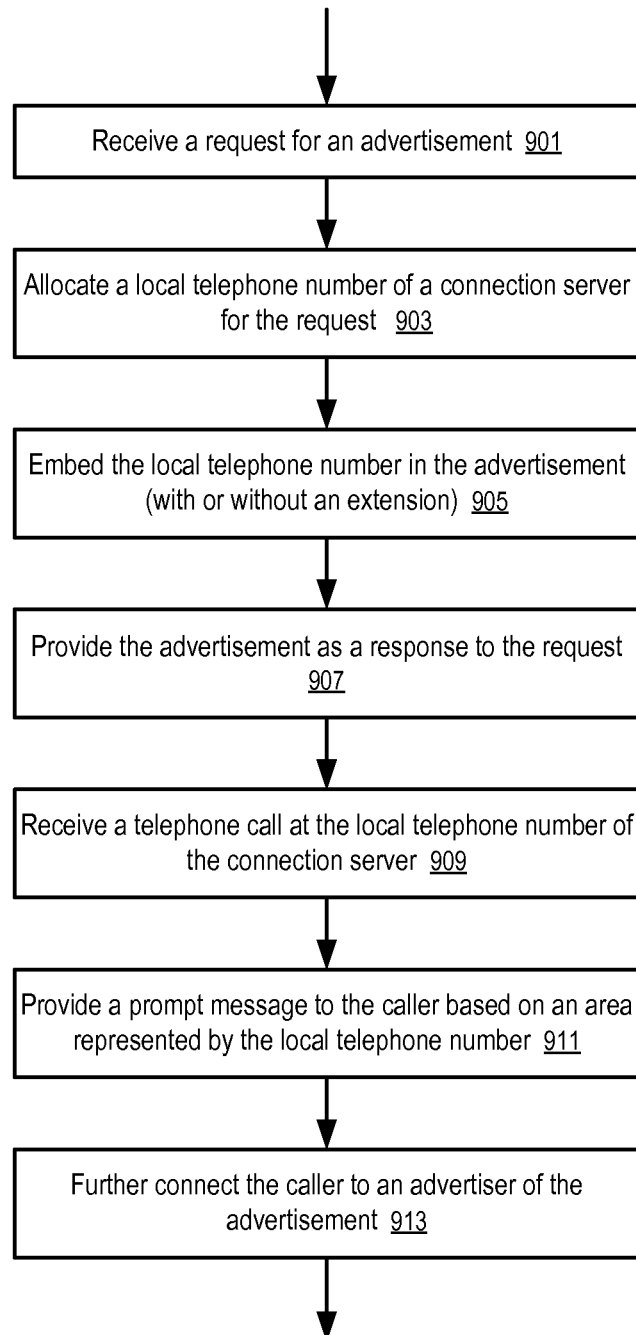 Receive a request for an advertisement 901
Allocate a local telephone number of a connection server
for the request 903
Embed the local telephone number in the advertisement
(with or without an extension) 905
Provide the advertisement as a response to the request
907
Receive a telephone call at the local telephone number of
the connection server 909
Provide a prompt message to the caller based on an area
represented by the local telephone number 911
Further connect the caller to an advertiser of the
advertisement 913